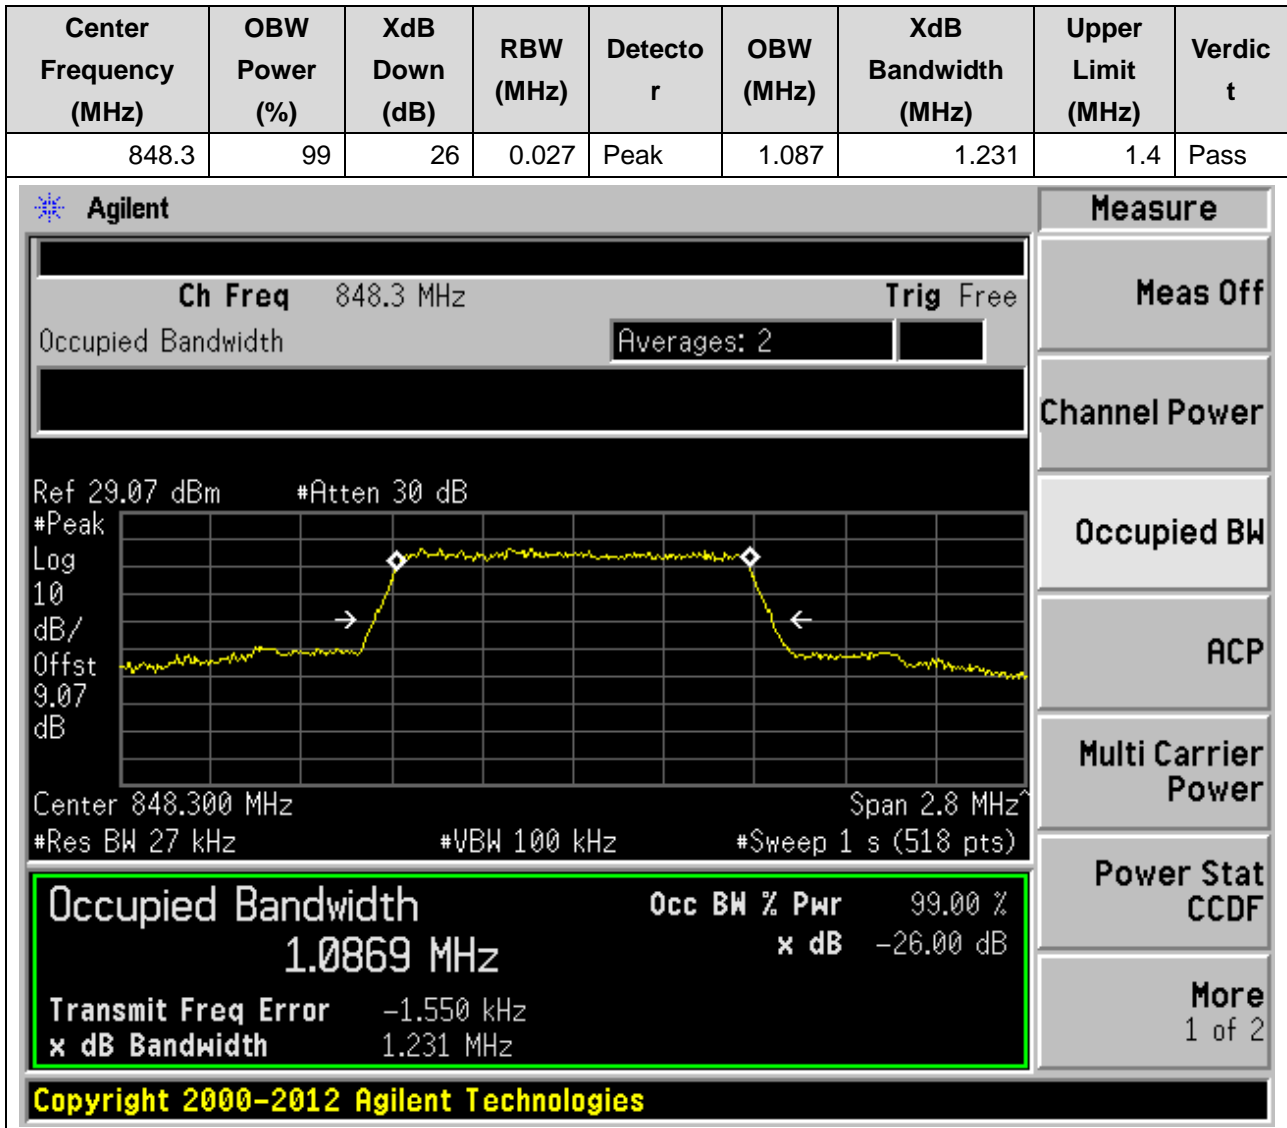 Center Frequency (MHz) OBW Power (%) XdB Down (dB) RBW (MHz) Detecto r OBW (MHz) XdB Bandwidth (MHz) Upper Limit (MHz) Verdic t
848.3 99 26 0.027 Peak 1.087 1.231 1.4 Pass
Agilent
Measure
Ch Freq 848.3 MHz Trig Free
Meas Off
Occupied Bandwidth Averages: 2
Channel Power
Ref 29.07 dBm #Atten 30 dB
#Peak
Log
10
dB/
Offst
9.07
dB
Occupied BW
ACP
Multi Carrier
Power
Center 848.300 MHz Span 2.8 MHz^
#Res BW 27 kHz #VBW 100 kHz #Sweep 1 s (518 pts)
Power Stat
CCDF
Occupied Bandwidth Occ BW % Pwr 99.00 %
1.0869 MHz x dB -26.00 dB
Transmit Freq Error -1.550 kHz
x dB Bandwidth 1.231 MHz
More
1 of 2
Copyright 2000-2012 Agilent Technologies